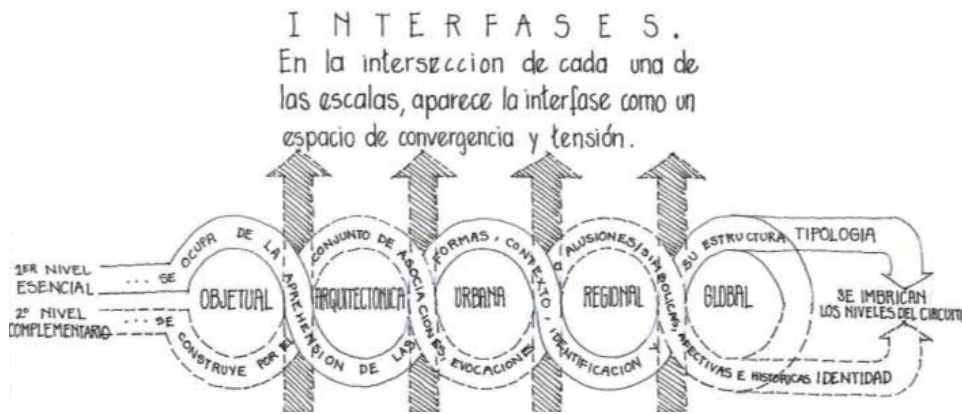 INTERFASES.
En la interseccion de cada una de
las escalas, aparece la interfase como un
espacio de convergencia y tensión.
1ER NIVEL
ESENCIAL
...SE OCUPA DE LA APREHENSION DE LAS FORMAS, CONTEXTO, IDENTIFICACION Y SU ESTRUCTURA TIPOLOGIA
OBJETUAL
ARQUITECTONICA
URBANA
REGIONAL
GLOBAL
2º NIVEL
COMPLEMENTARIO
...SE CONSTRUYE POR EL CONJUNTO DE ASOCIACIONES, EVOCACIONES O ALUSIONES SIMBOLICAS, AFECTIVAS E HISTÓRICAS IDENTIDAD
SE IMBRICAN
LOS NIVELES DEL CIRCUITO